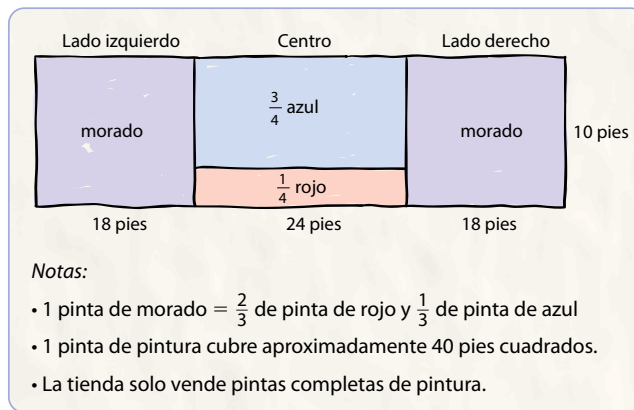 Lado izquierdo Centro Lado derecho
morado
3/4 azul
morado
10 pies
1/4 rojo
18 pies 24 pies 18 pies
Notas:
• 1 pinta de morado = 2/3 de pinta de rojo y 1/3 de pinta de azul
• 1 pinta de pintura cubre aproximadamente 40 pies cuadrados.
• La tienda solo vende pintas completas de pintura.